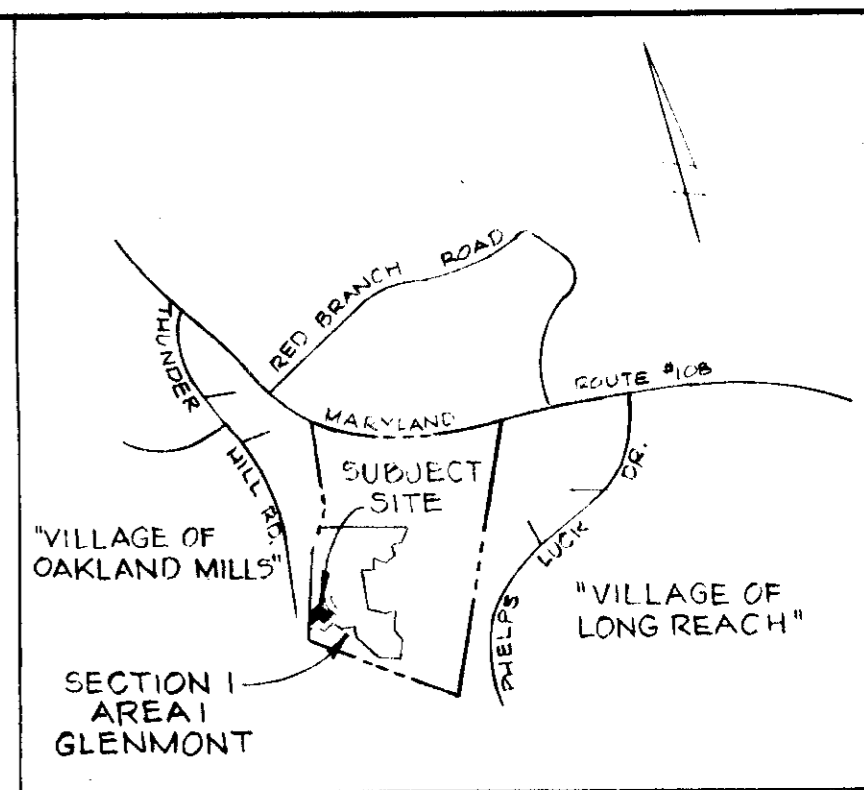 RED BRANCH ROAD
THUNDER HILL RD.
MARYLAND ROUTE #108
SUBJECT
SITE
PHELPS LUCK DR.
"VILLAGE OF
OAKLAND MILLS"
"VILLAGE OF
LONG REACH"
SECTION 1
AREA 1
GLENMONT